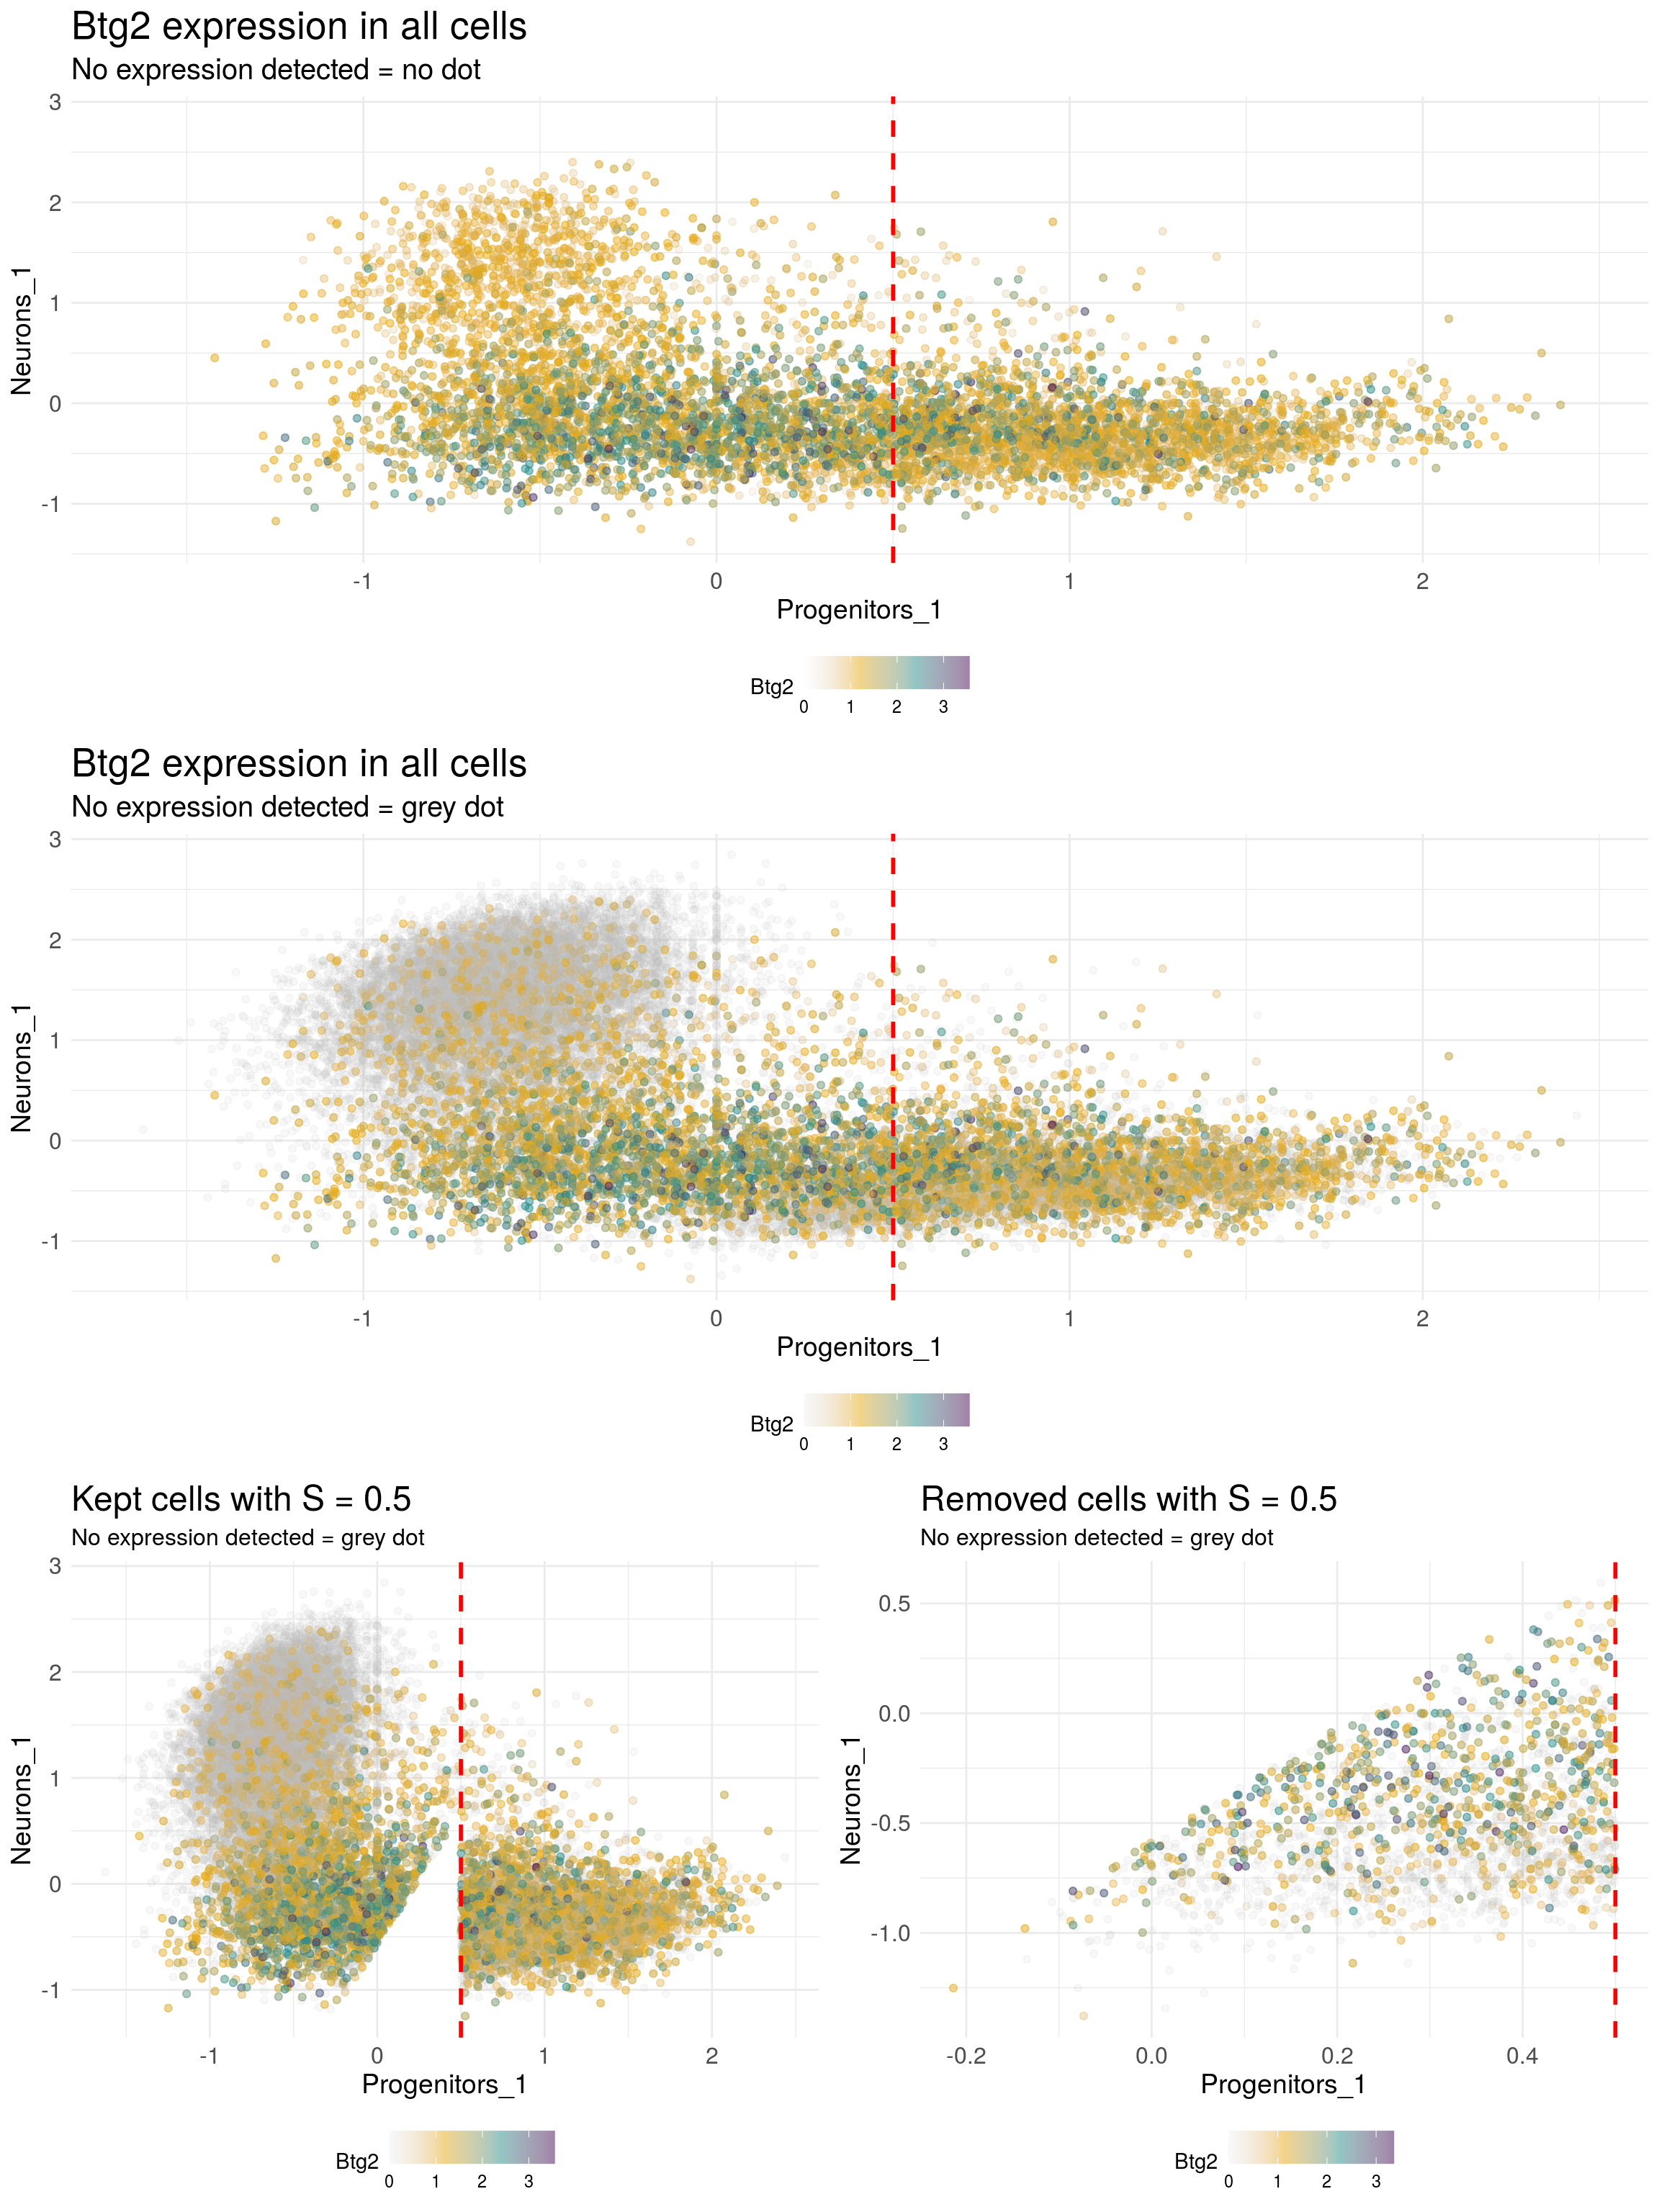 Btg2 expression in all cells
No expression detected = no dot
3
2
1
0
-1
Neurons_1
-1 0 1 2
Progenitors_1
Btg2
0 1 2 3
Btg2 expression in all cells
No expression detected = grey dot
3
2
1
0
-1
Neurons_1
-1 0 1 2
Progenitors_1
Btg2
0 1 2 3
Kept cells with S = 0.5
No expression detected = grey dot
3
2
1
0
-1
Neurons_1
-1 0 1 2
Progenitors_1
Btg2
0 1 2 3
Removed cells with S = 0.5
No expression detected = grey dot
0.5
0.0
-0.5
-1.0
Neurons_1
-0.2 0.0 0.2 0.4
Progenitors_1
Btg2
0 1 2 3